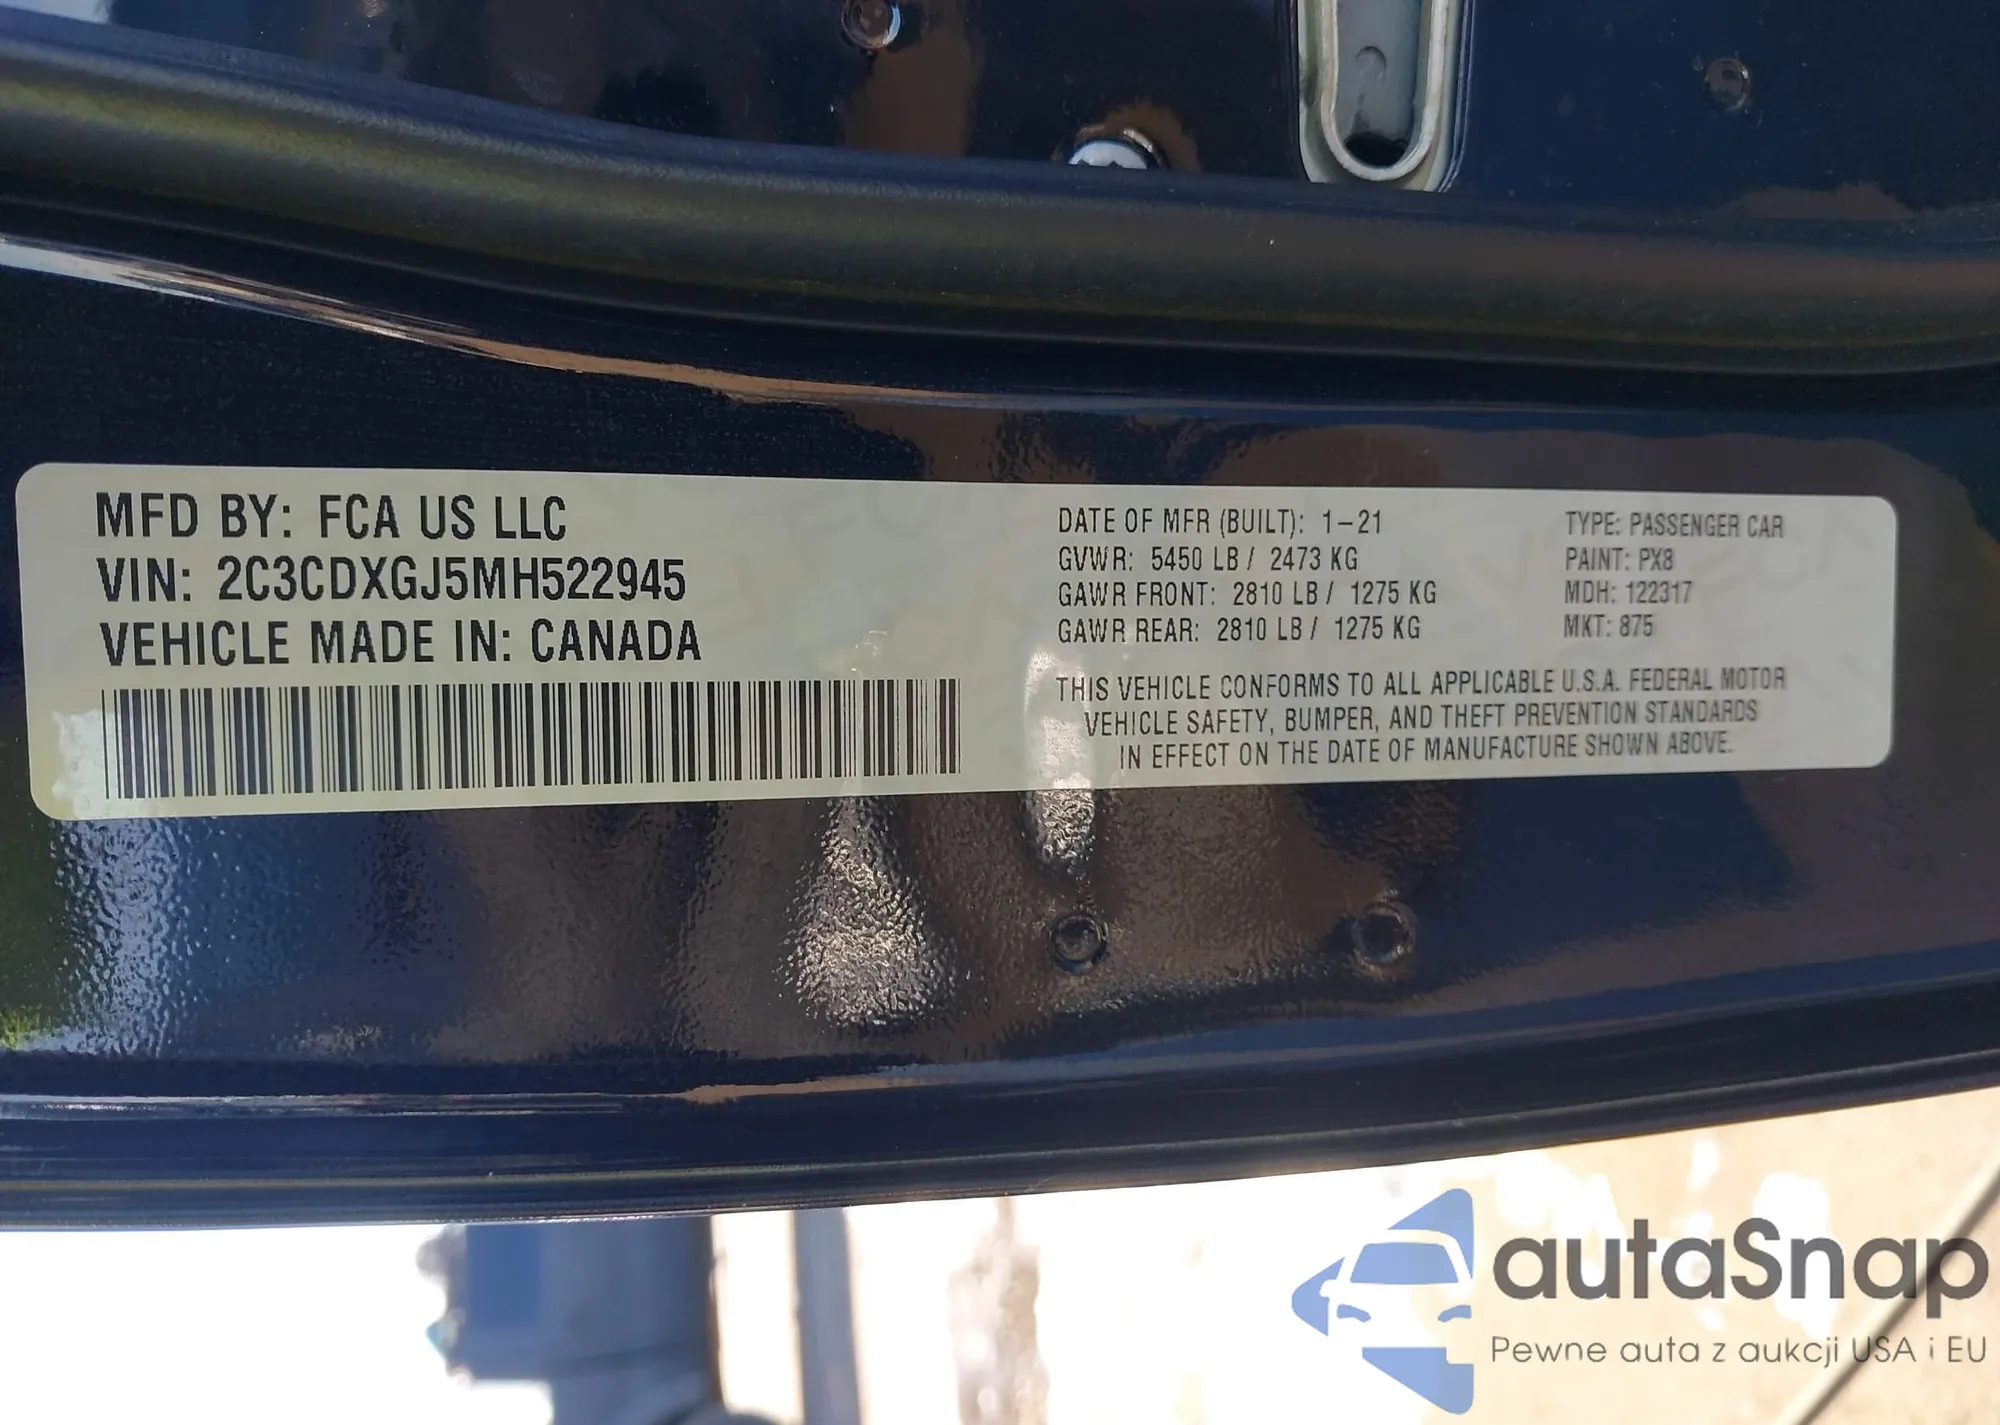 MFD BY: FCA US LLC
VIN: 2C3CDXGJ5MH522945
VEHICLE MADE IN: CANADA
DATE OF MFR (BUILT): 1-21
GVWR: 5450 LB / 2473 KG
GAWR FRONT: 2810 LB / 1275 KG
GAWR REAR: 2810 LB / 1275 KG
TYPE: PASSENGER CAR
PAINT: PX8
MDH: 122317
MKT: 875
THIS VEHICLE CONFORMS TO ALL APPLICABLE U.S.A. FEDERAL MOTOR
VEHICLE SAFETY, BUMPER, AND THEFT PREVENTION STANDARDS
IN EFFECT ON THE DATE OF MANUFACTURE SHOWN ABOVE.
autaSnap
Pewne auta z aukcji USA i EU